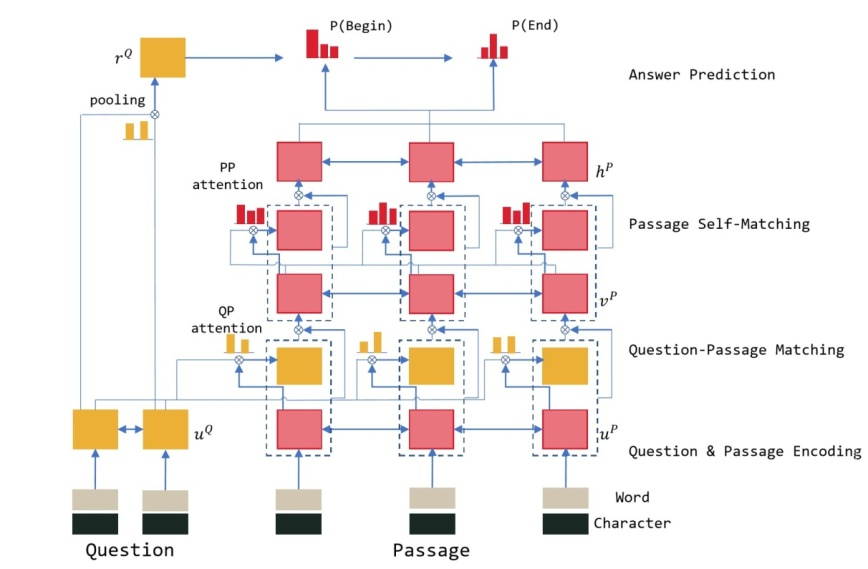 P(Begin)
P(End)
r^Q
Answer Prediction
pooling
PP
attention
h^P
Passage Self-Matching
v^P
QP
attention
Question-Passage Matching
u^Q
u^P
Question & Passage Encoding
Word
Character
Question
Passage